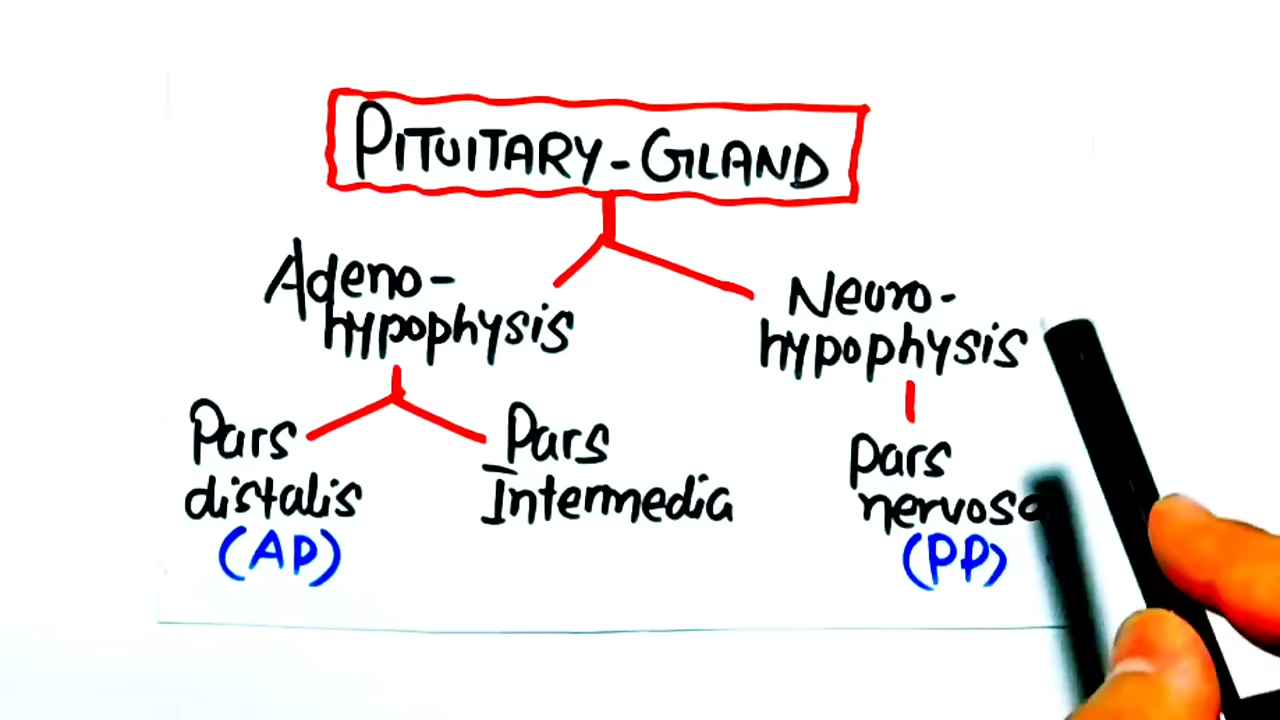 PITUITARY-GLAND
Adeno-
hypophysis
Neuro-
hypophysis
Pars
distalis
(AP)
Pars
Intermedia
Pars
nervosa
(PP)